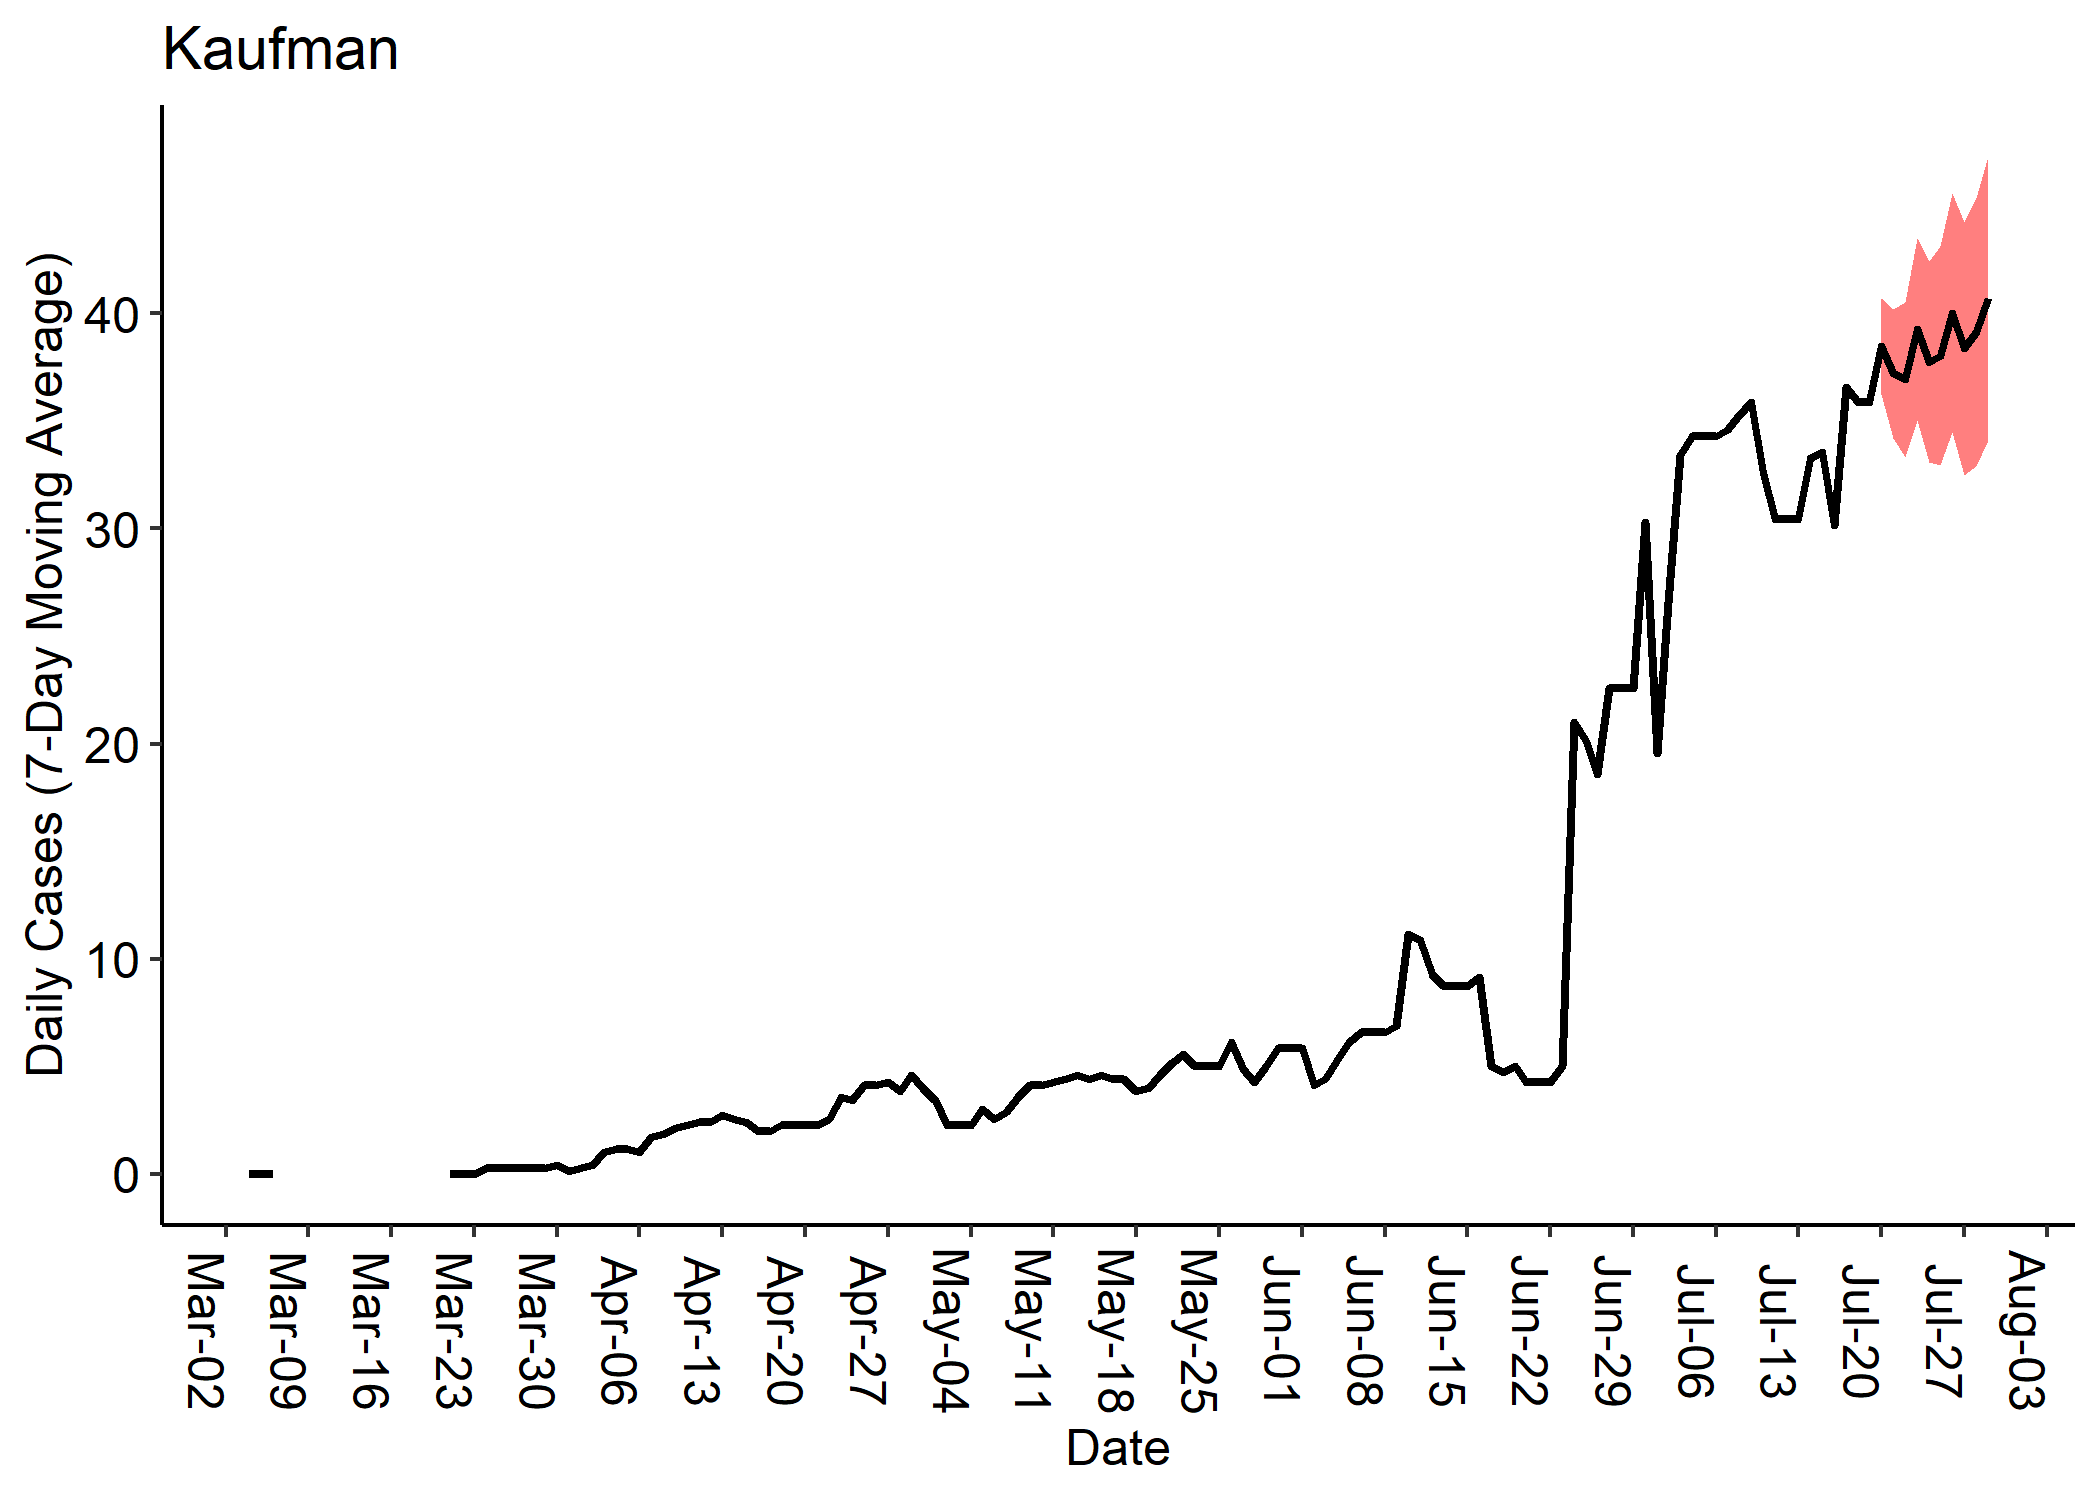 Kaufman
Daily Cases (7-Day Moving Average)
40
30
20
10
0
Mar-02
Mar-09
Mar-16
Mar-23
Mar-30
Apr-06
Apr-13
Apr-20
Apr-27
May-04
May-11
May-18
May-25
Jun-01
Jun-08
Jun-15
Jun-22
Jun-29
Jul-06
Jul-13
Jul-20
Jul-27
Aug-03
Date